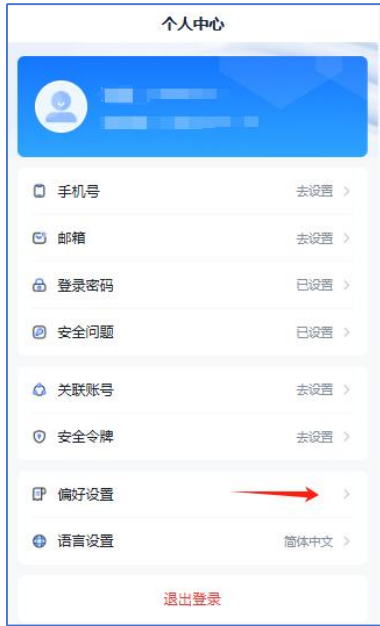 个人中心
手机号 去设置
邮箱 去设置
登录密码 已设置
安全问题 已设置
关联账号 去设置
安全令牌 去设置
偏好设置
语言设置 简体中文
退出登录